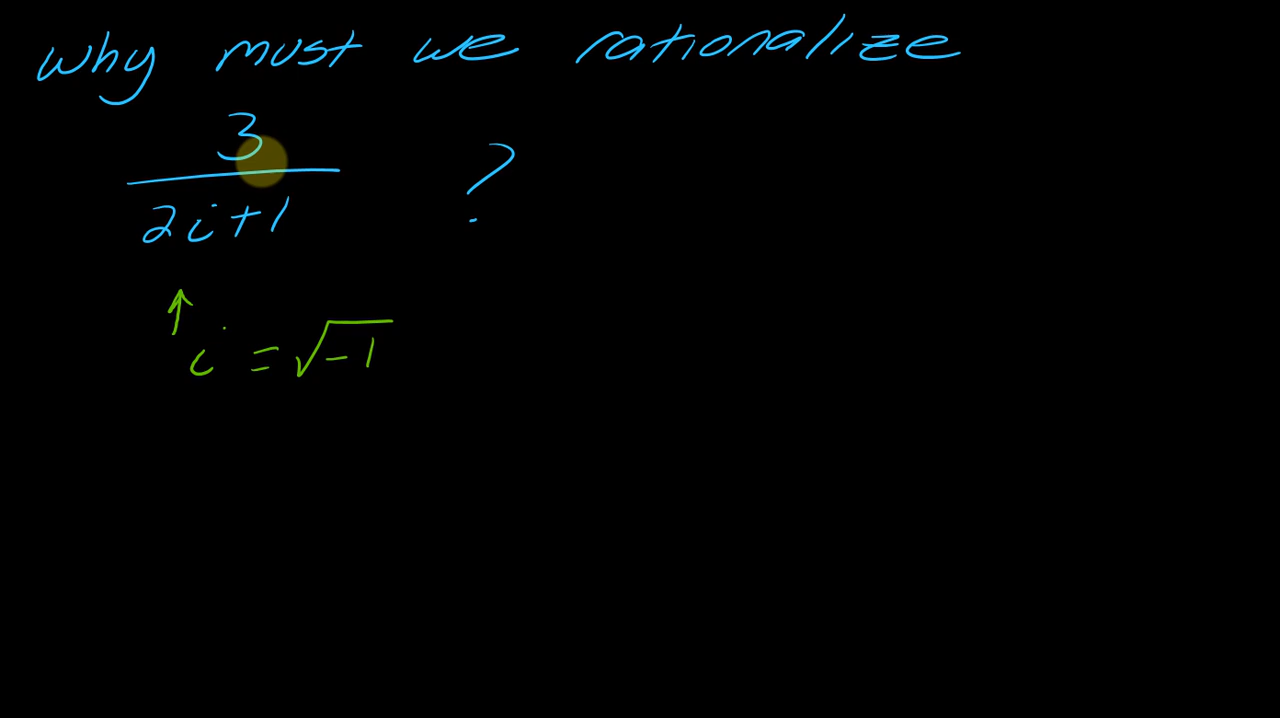 why must we rationalize
3
2i+1
?
↑
i = √-1